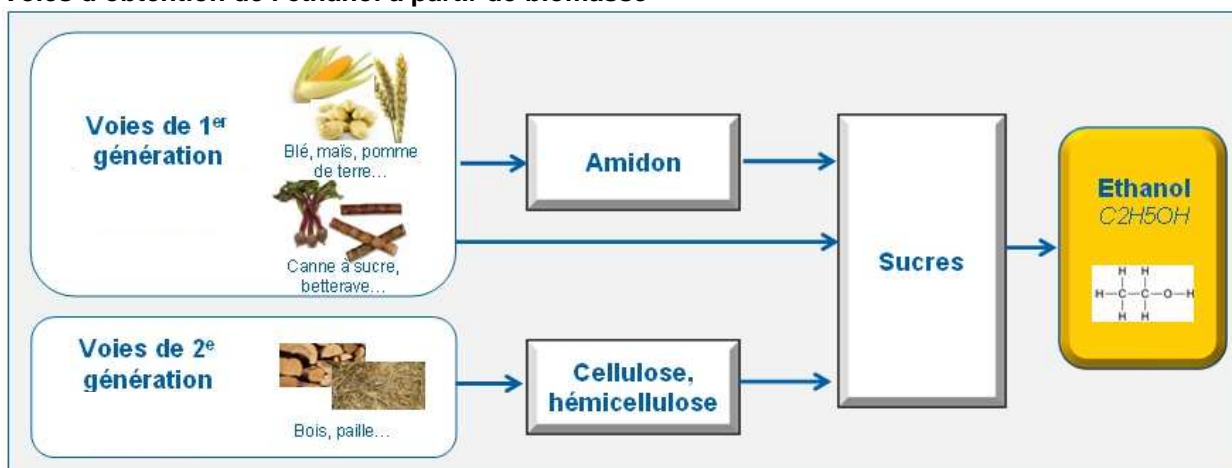 Voies d'obtention de l'éthanol à partir de biomasse
Voies de 1er
génération
Blé, maïs, pomme
de terre...
Canne à sucre,
betterave...
Voies de 2e
génération
Bois, paille...
Amidon
Cellulose,
hémicellulose
Sucres
Ethanol
C2H5OH
H H
H-C-C-O-H
H H